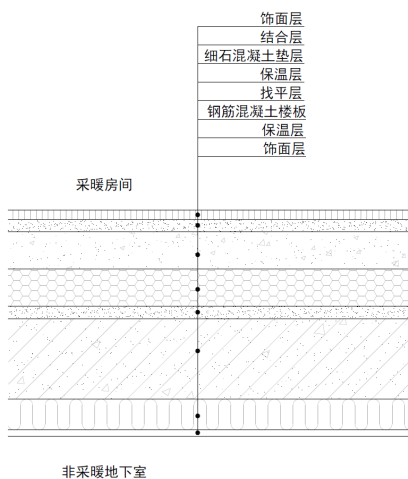 饰面层
结合层
细石混凝土垫层
保温层
找平层
钢筋混凝土楼板
保温层
饰面层
采暖房间
非采暖地下室